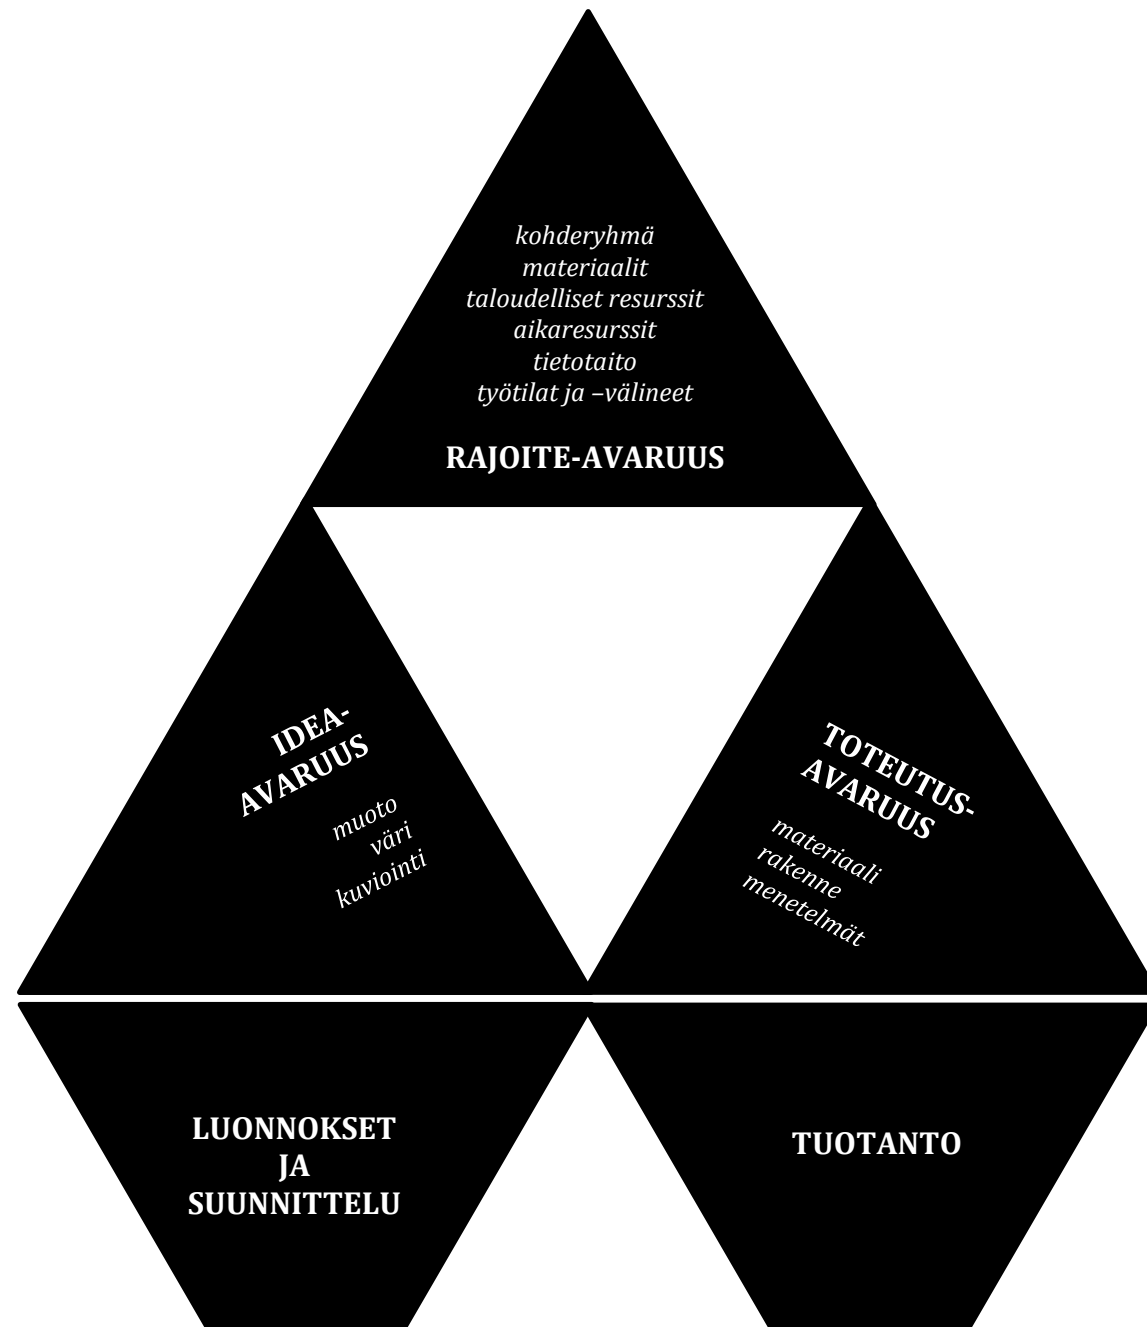 kohderyhmä
materiaalit
taloudelliset resurssit
aikaresurssit
tietotaito
työtilat ja –välineet
RAJOITE-AVARUUS
IDEA-
AVARUUS
muoto
väri
kuviointi
TOTEUTUS-
AVARUUS
materiaali
rakenne
menetelmät
LUONNOKSET
JA
SUUNNITTELU
TUOTANTO